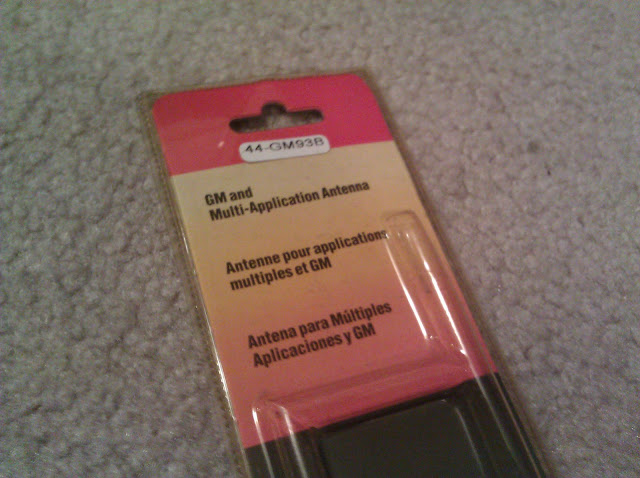 44-GM93B
GM and
Multi-Application Antenna
Antenne pour applications
multiples et GM
Antena para Múltiples
Aplicaciones y GM